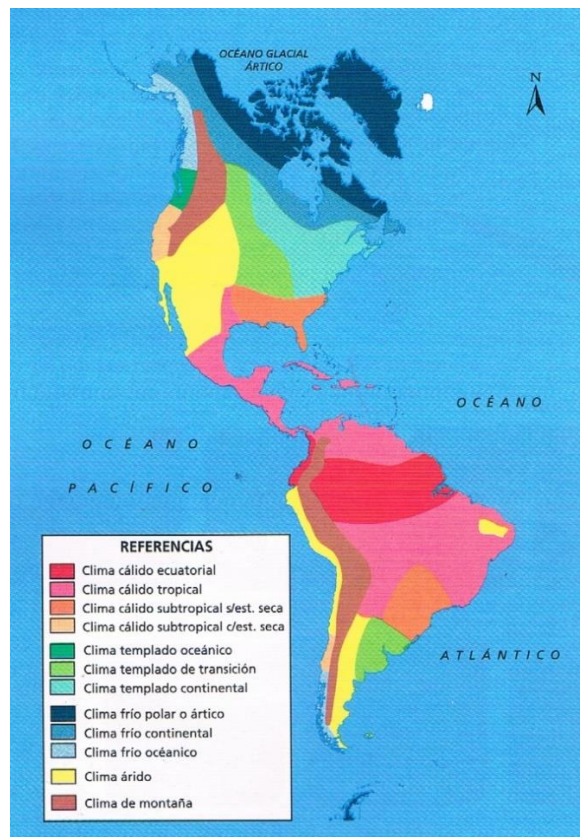 OCÉANO GLACIAL
ÁRTICO
N
OCÉANO
OCÉANO
PACÍFICO
ATLÁNTICO
REFERENCIAS
Clima cálido ecuatorial
Clima cálido tropical
Clima cálido subtropical s/est. seca
Clima cálido subtropical c/est. seca
Clima templado oceánico
Clima templado de transición
Clima templado continental
Clima frío polar o ártico
Clima frío continental
Clima frío océanico
Clima árido
Clima de montaña